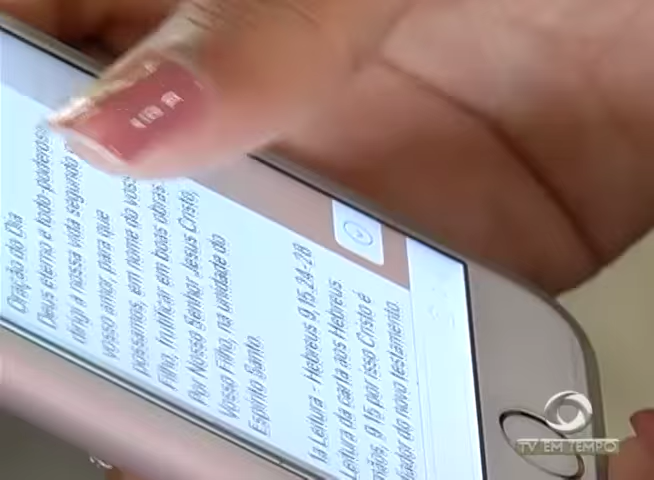 Oração do Dia
Deus eterno e todo-poderoso
dirigi a nossa vida segundo
vosso amor, para que
possamos, em nome do vosso
Filho, frutificar em boas obras.
Por Nosso Senhor Jesus Cristo,
Vosso Filho, na unidade do
Espírito Santo.
1a Leitura - Hebreus 9,15.24-28
Leitura da carta aos Hebreus
mãos, 9 15 por isso Cristo é
iador do novo testamento.
TV EM TEMPO